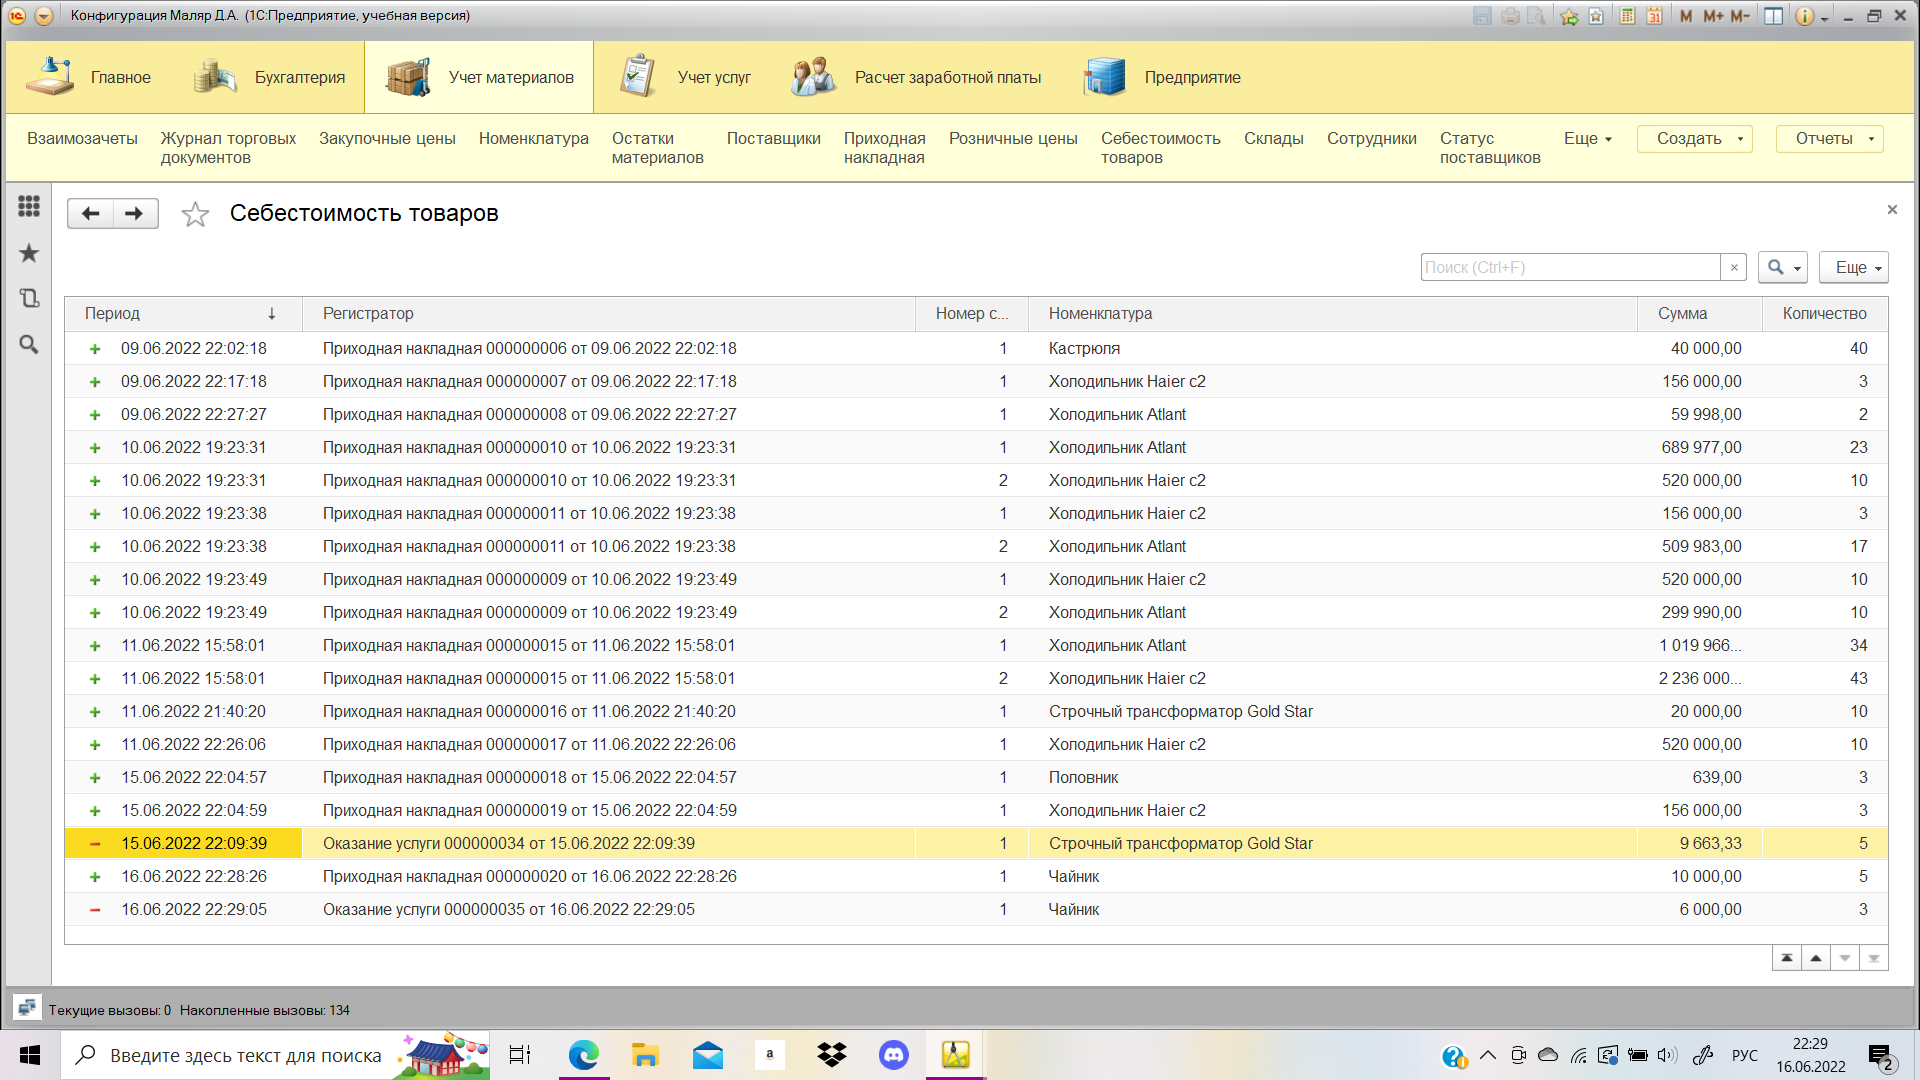 Конфигурация Маляр Д.А. (1С:Предприятие, учебная версия)
31 M M+ M-
Главное Бухгалтерия Учет материалов Учет услуг Расчет заработной платы Предприятие
Взаимозачеты Журнал торговых документов Закупочные цены Номенклатура Остатки материалов Поставщики Приходная накладная Розничные цены Себестоимость товаров Склады Сотрудники Статус поставщиков Еще Создать Отчеты
Себестоимость товаров
Поиск (Ctrl+F) × Еще
Период ↓ Регистратор Номер с... Номенклатура Сумма Количество
09.06.2022 22:02:18 Приходная накладная 000000006 от 09.06.2022 22:02:18 1 Кастрюля 40 000,00 40
09.06.2022 22:17:18 Приходная накладная 000000007 от 09.06.2022 22:17:18 1 Холодильник Haier c2 156 000,00 3
09.06.2022 22:27:27 Приходная накладная 000000008 от 09.06.2022 22:27:27 1 Холодильник Atlant 59 998,00 2
10.06.2022 19:23:31 Приходная накладная 000000010 от 10.06.2022 19:23:31 1 Холодильник Atlant 689 977,00 23
10.06.2022 19:23:31 Приходная накладная 000000010 от 10.06.2022 19:23:31 2 Холодильник Haier c2 520 000,00 10
10.06.2022 19:23:38 Приходная накладная 000000011 от 10.06.2022 19:23:38 1 Холодильник Haier c2 156 000,00 3
10.06.2022 19:23:38 Приходная накладная 000000011 от 10.06.2022 19:23:38 2 Холодильник Atlant 509 983,00 17
10.06.2022 19:23:49 Приходная накладная 000000009 от 10.06.2022 19:23:49 1 Холодильник Haier c2 520 000,00 10
10.06.2022 19:23:49 Приходная накладная 000000009 от 10.06.2022 19:23:49 2 Холодильник Atlant 299 990,00 10
11.06.2022 15:58:01 Приходная накладная 000000015 от 11.06.2022 15:58:01 1 Холодильник Atlant 1 019 966... 34
11.06.2022 15:58:01 Приходная накладная 000000015 от 11.06.2022 15:58:01 2 Холодильник Haier c2 2 236 000... 43
11.06.2022 21:40:20 Приходная накладная 000000016 от 11.06.2022 21:40:20 1 Строчный трансформатор Gold Star 20 000,00 10
11.06.2022 22:26:06 Приходная накладная 000000017 от 11.06.2022 22:26:06 1 Холодильник Haier c2 520 000,00 10
15.06.2022 22:04:57 Приходная накладная 000000018 от 15.06.2022 22:04:57 1 Половник 639,00 3
15.06.2022 22:04:59 Приходная накладная 000000019 от 15.06.2022 22:04:59 1 Холодильник Haier c2 156 000,00 3
15.06.2022 22:09:39 Оказание услуги 000000034 от 15.06.2022 22:09:39 1 Строчный трансформатор Gold Star 9 663,33 5
16.06.2022 22:28:26 Приходная накладная 000000020 от 16.06.2022 22:28:26 1 Чайник 10 000,00 5
16.06.2022 22:29:05 Оказание услуги 000000035 от 16.06.2022 22:29:05 1 Чайник 6 000,00 3
Текущие вызовы: 0 Накопленные вызовы: 134
Введите здесь текст для поиска a РУС 22:29
16.06.2022 2